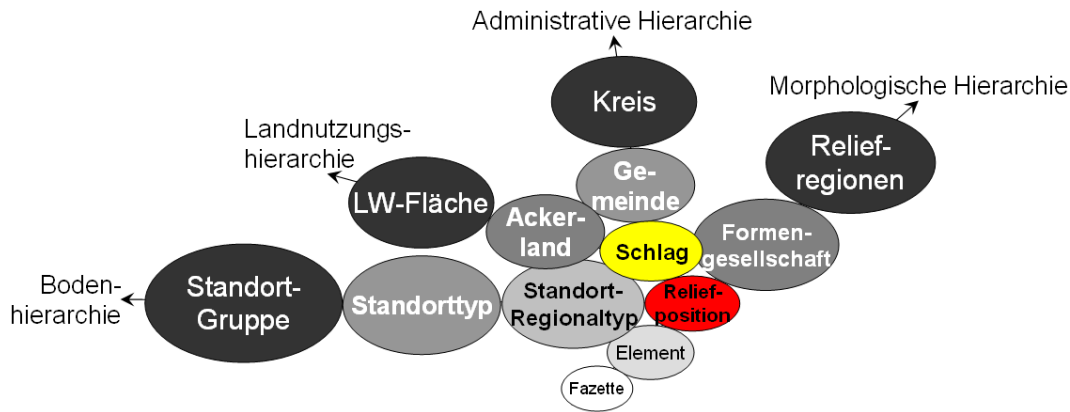 Administrative Hierarchie
Morphologische Hierarchie
Kreis
Landnutzungs-
hierarchie
Relief-
regionen
Ge-
meinde
LW-Fläche
Acker-
land
Formen-
gesellschaft
Schlag
Boden-
hierarchie
Standort-
Gruppe
Standorttyp
Standort-
Regionaltyp
Relief-
position
Element
Fazette